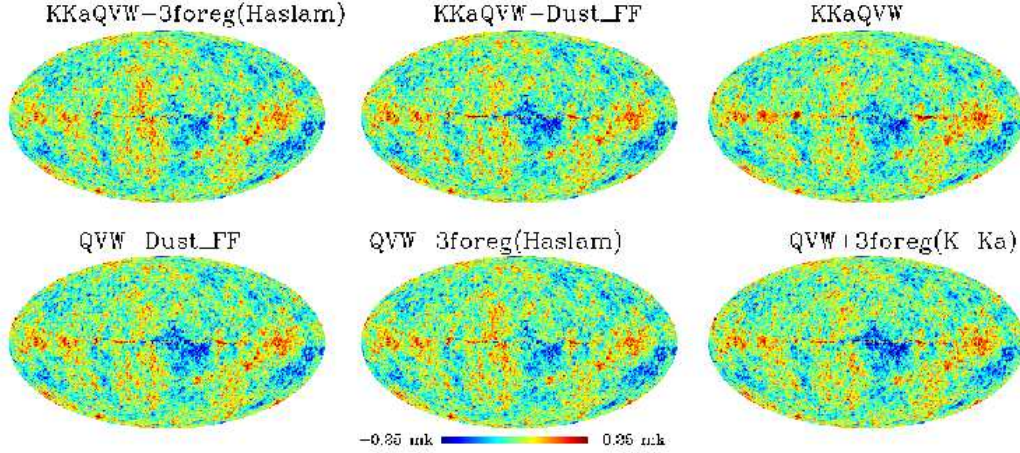 KKaQVW-3foreg(Haslam) KKaQVW-Dust_FF KKaQVW
QVW Dust_FF QVW 3foreg(Haslam) QVW+3foreg(K Ka)
-0.35 mk 0.35 mk